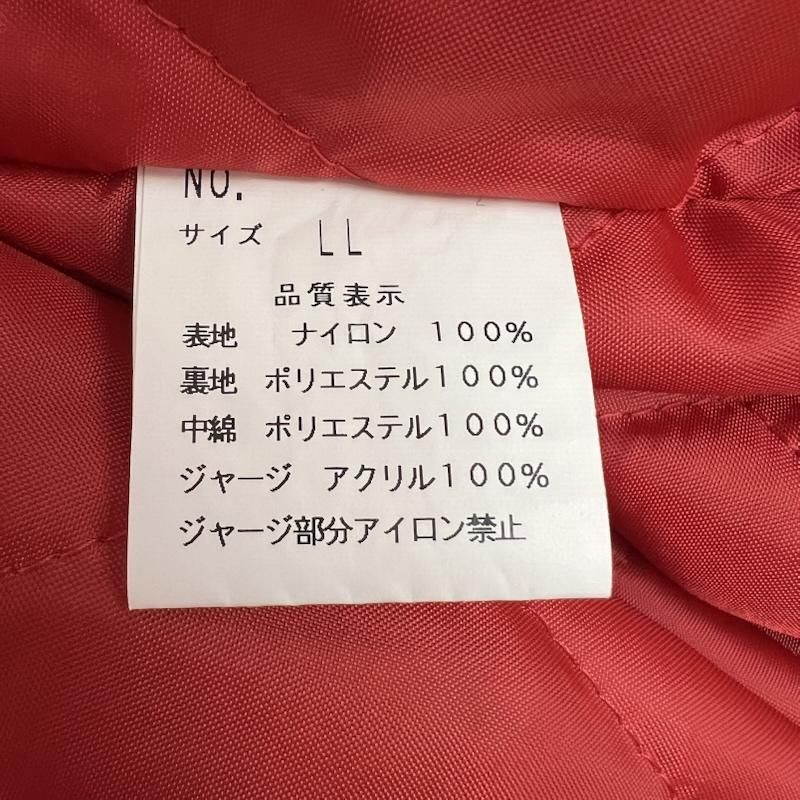 NO.
サイズ LL
品質表示
表地 ナイロン 100%
裏地 ポリエステル100%
中綿 ポリエステル100%
ジャージ アクリル100%
ジャージ部分アイロン禁止